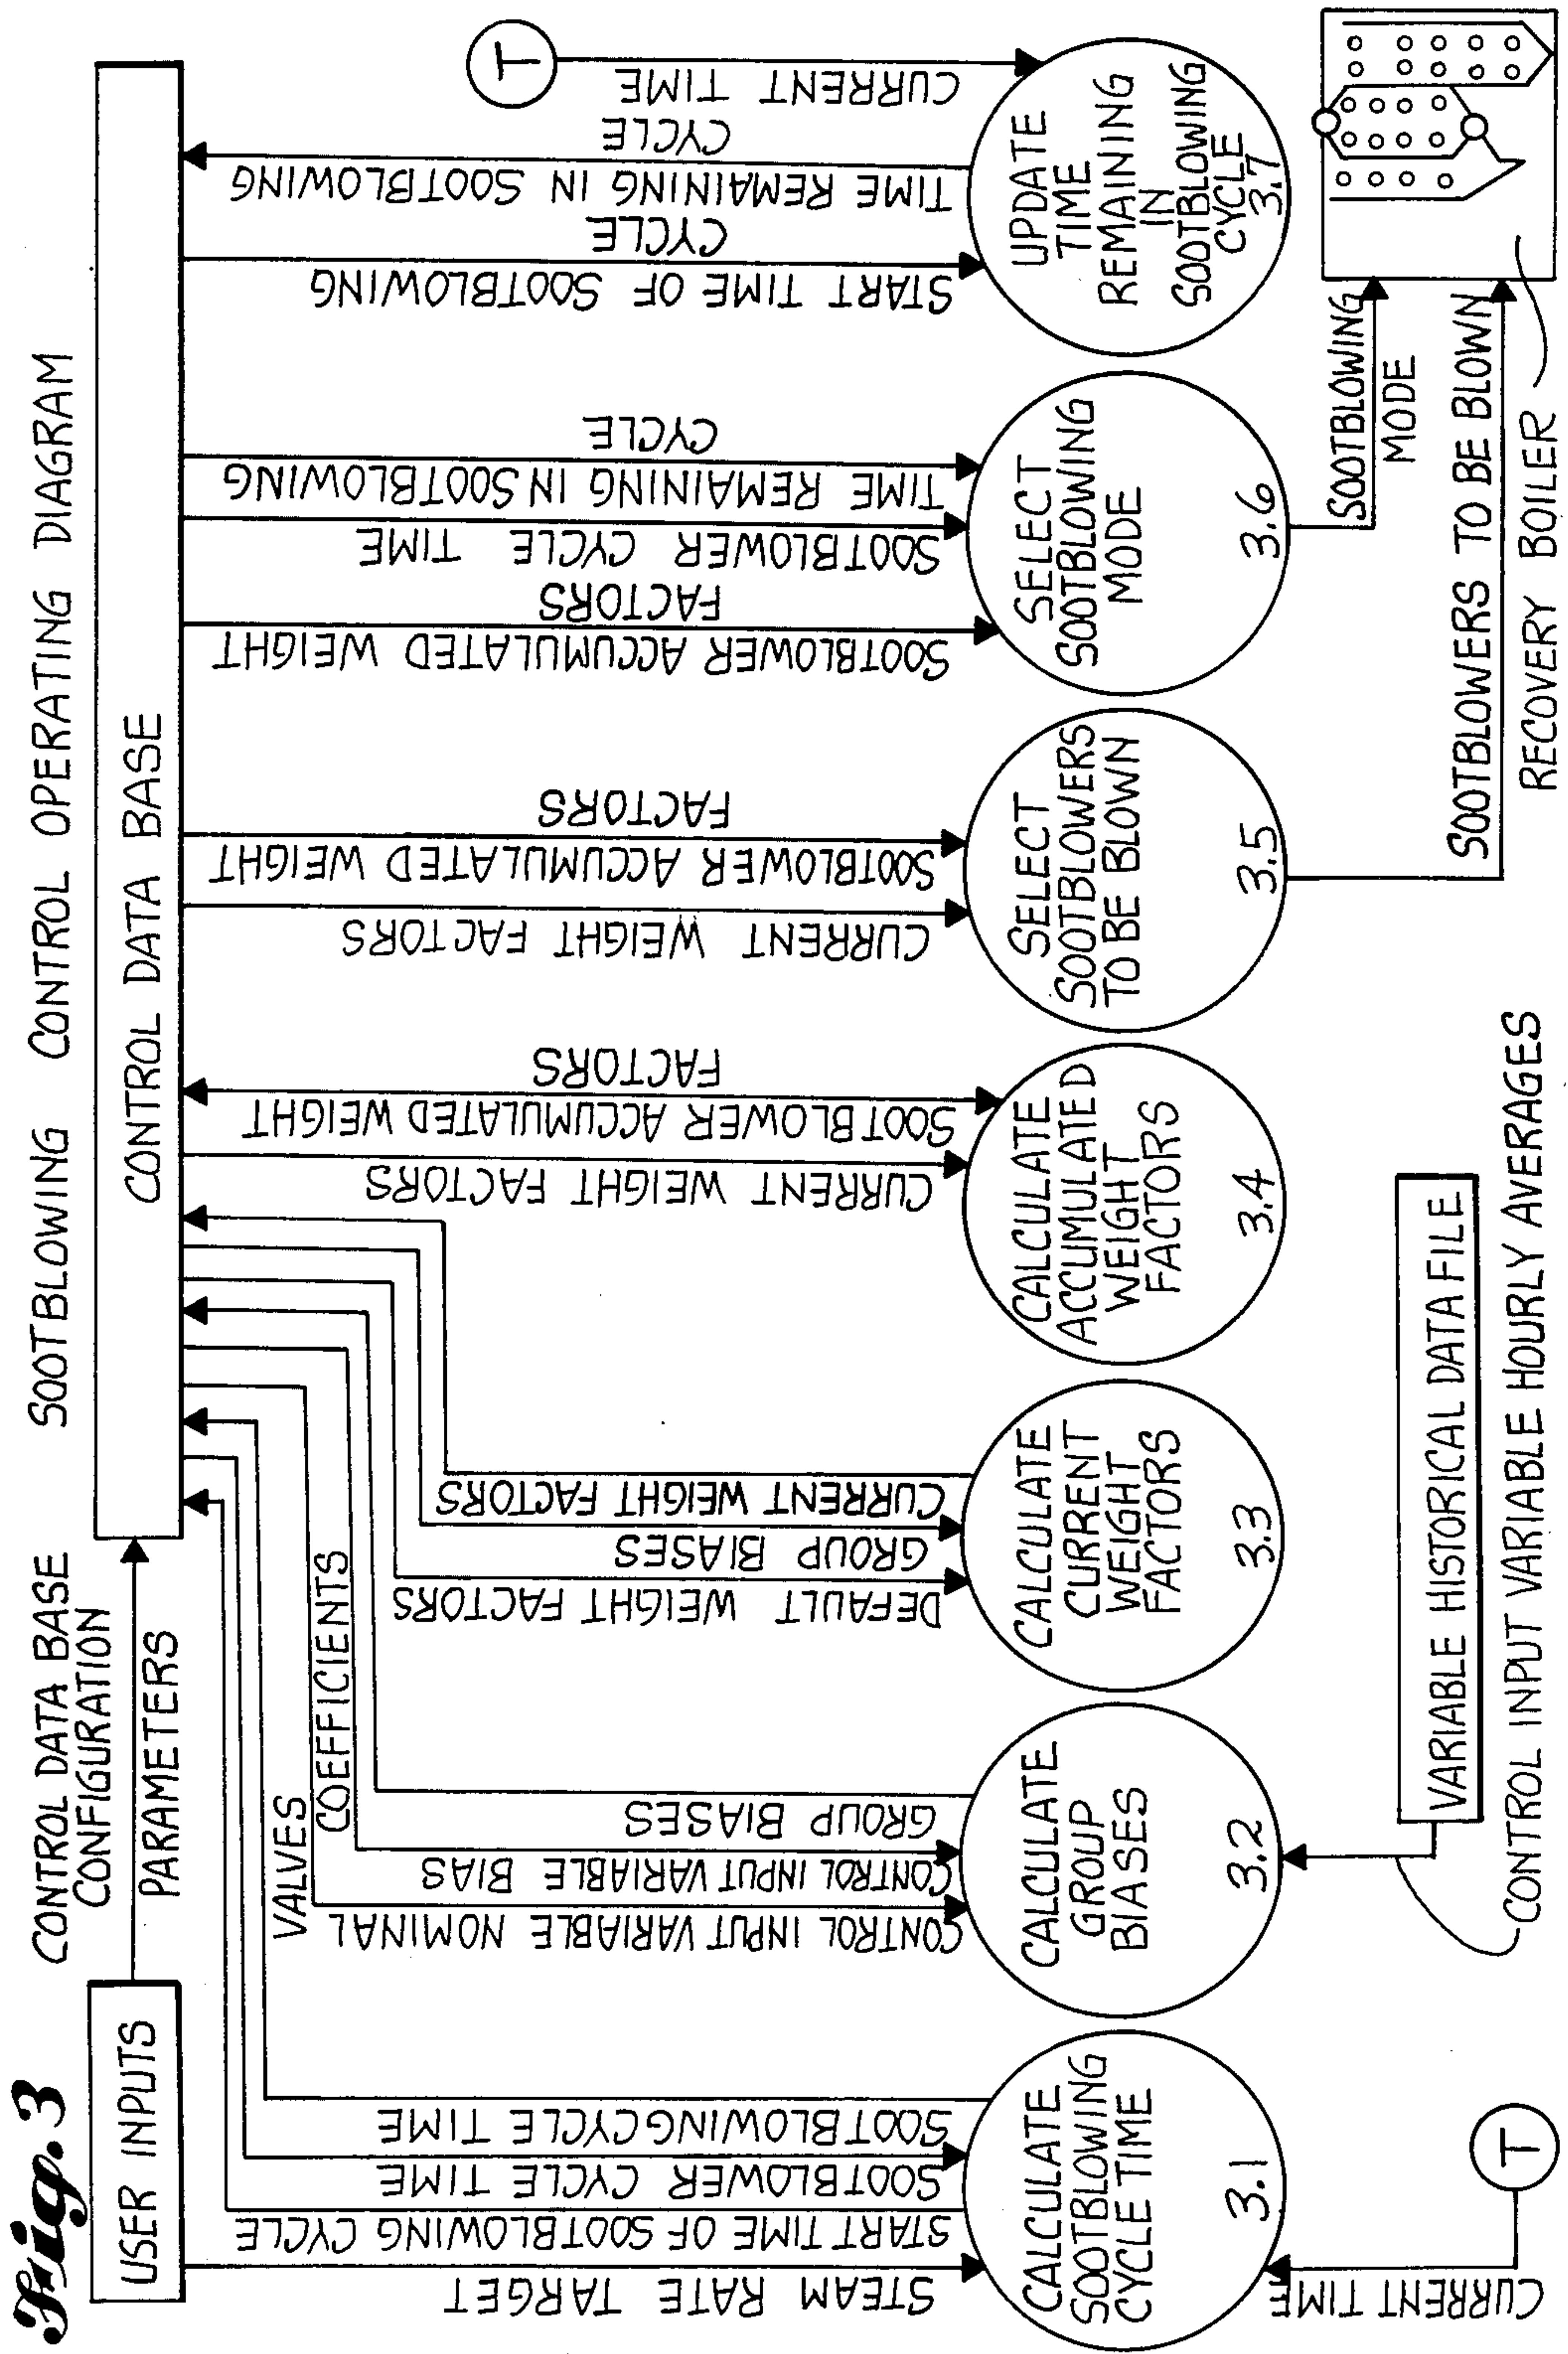 Fig. 3
SOOTBLOWING CONTROL OPERATING DIAGRAM
USER INPUTS
CONTROL DATA BASE
CONFIGURATION
PARAMETERS
CONTROL DATA BASE
STEAM RATE TARGET
START TIME OF SOOTBLOWING CYCLE
SOOTBLOWER CYCLE TIME
SOOTBLOWING CYCLE TIME
CONTROL INPUT VARIABLE NOMINAL
VALVES
CONTROL INPUT VARIABLE BIAS
COEFFICIENTS
GROUP BIASES
DEFAULT WEIGHT FACTORS
GROUP BIASES
CURRENT WEIGHT FACTORS
CURRENT WEIGHT FACTORS
SOOTBLOWER ACCUMULATED WEIGHT
FACTORS
CURRENT WEIGHT FACTORS
SOOTBLOWER ACCUMULATED WEIGHT
FACTORS
SOOTBLOWER ACCUMULATED WEIGHT
FACTORS
SOOTBLOWER CYCLE TIME
TIME REMAINING IN SOOTBLOWING
CYCLE
START TIME OF SOOTBLOWING
CYCLE
TIME REMAINING IN SOOTBLOWING
CYCLE
CURRENT TIME
T
CALCULATE
SOOTBLOWING
CYCLE TIME
3.1
CALCULATE
GROUP
BIASES
3.2
CALCULATE
CURRENT
WEIGHT
FACTORS
3.3
CALCULATE
ACCUMULATED
WEIGHT
FACTORS
3.4
SELECT
SOOTBLOWERS
TO BE BLOWN
3.5
SELECT
SOOTBLOWING
MODE
3.6
UPDATE
TIME
REMAINING
IN
SOOTBLOWING
CYCLE
3.7
CURRENT TIME
T
VARIABLE HISTORICAL DATA FILE
CONTROL INPUT VARIABLE HOURLY AVERAGES
SOOTBLOWING
MODE
SOOTBLOWERS TO BE BLOWN
RECOVERY BOILER